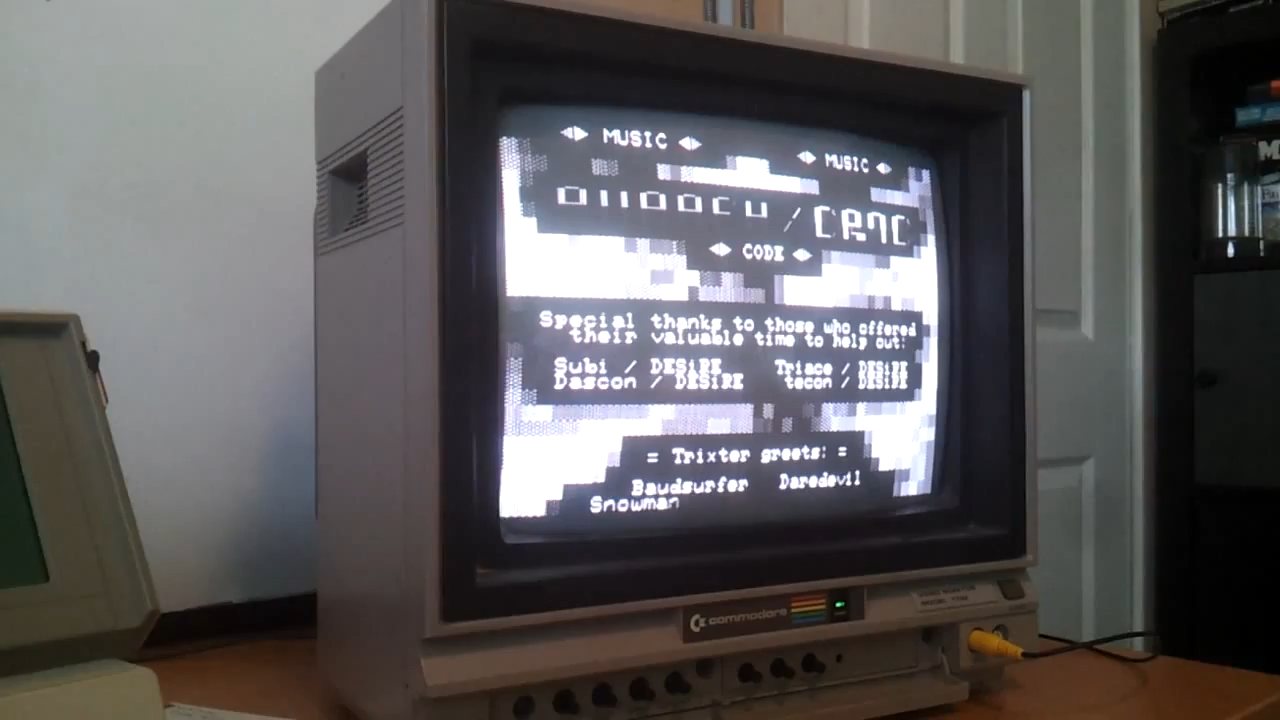 ◄► MUSIC ◄►
◄► MUSIC ◄►
/
◄► CODE ◄►
Special thanks to those who offered
their valuable time to help out:
Subi / DESiRE Triace / DESiRE
Dascon / DESiRE tecon / DESiRE
= Trixter greets: =
Baudsurfer Daredevil
Snowman
commodore